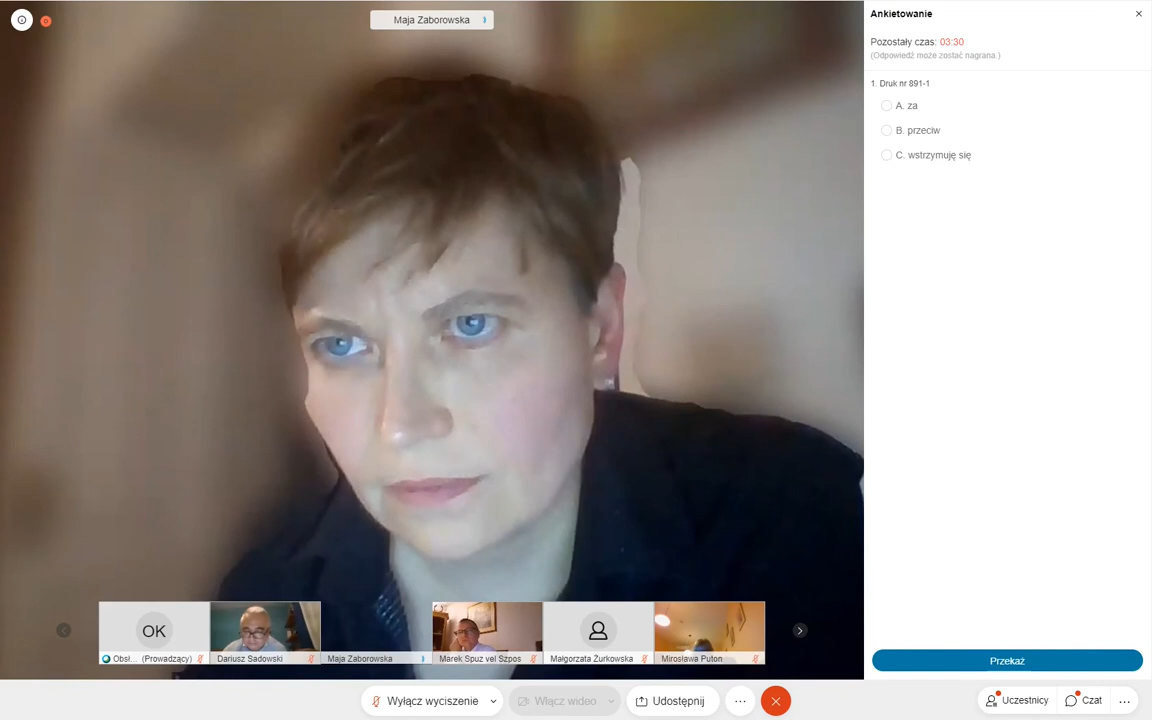 Maja Zaborowska
Ankietowanie
Pozostały czas: 03:30
(Odpowiedź może zostać nagrana.)
1. Druk nr 891-1
A. za
B. przeciw
C. wstrzymuję się
OK
Obsł... (Prowadzący)
Dariusz Sadowski
Maja Zaborowska
Marek Spuz vel Szpos
Małgorzata Żurkowska
Mirosława Puton
Przekaż
Wyłącz wyciszenie
Włącz wideo
Udostępnij
Uczestnicy
Czat